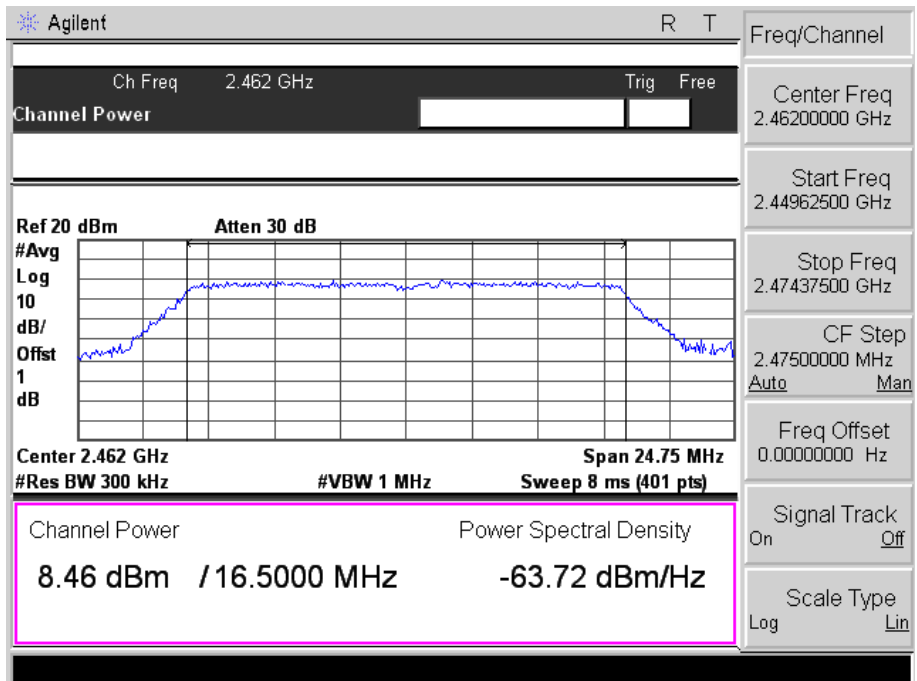 Agilent R T
Ch Freq 2.462 GHz Trig Free
Channel Power
Ref 20 dBm Atten 30 dB
#Avg
Log
10
dB/
Offst
1
dB
Center 2.462 GHz Span 24.75 MHz
#Res BW 300 kHz #VBW 1 MHz Sweep 8 ms (401 pts)
Channel Power Power Spectral Density
8.46 dBm / 16.5000 MHz -63.72 dBm/Hz
Freq/Channel
Center Freq
2.46200000 GHz
Start Freq
2.44962500 GHz
Stop Freq
2.47437500 GHz
CF Step
2.47500000 MHz
Auto Man
Freq Offset
0.00000000 Hz
Signal Track
On Off
Scale Type
Log Lin